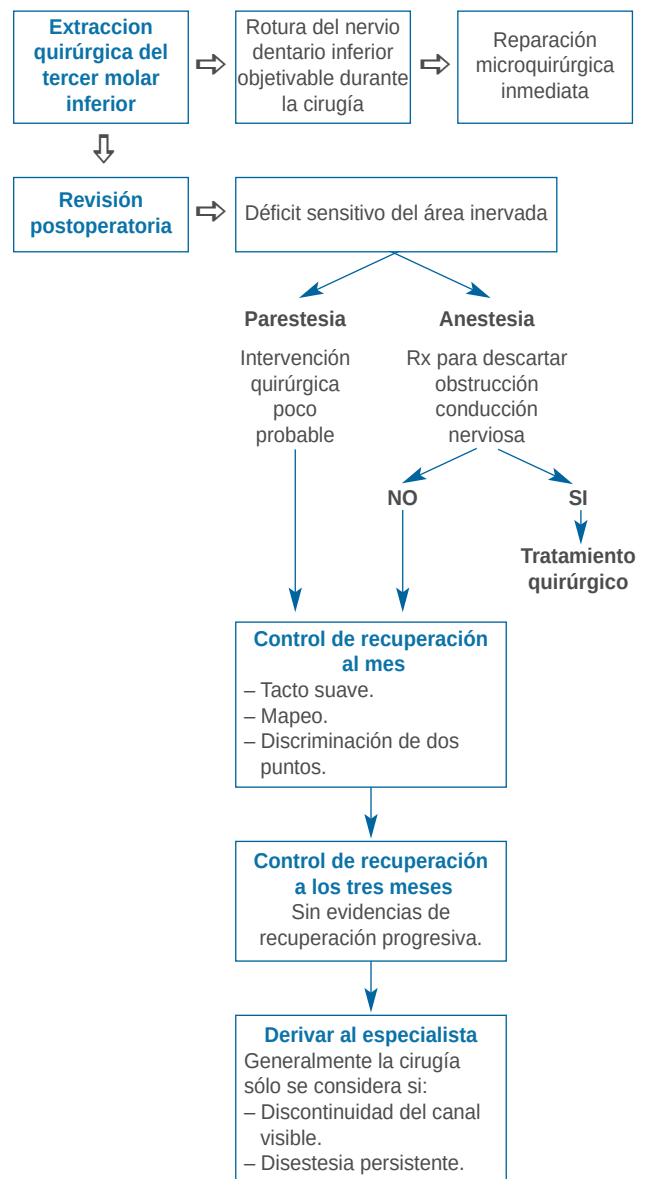 Extraccion
quirúrgica del
tercer molar
inferior
Rotura del nervio
dentario inferior
objetivable durante
la cirugía
Reparación
microquirúrgica
inmediata
Revisión
postoperatoria
Déficit sensitivo del área inervada
Parestesia
Intervención
quirúrgica
poco
probable
Anestesia
Rx para descartar
obstrucción
conducción
nerviosa
NO
SI
Tratamiento
quirúrgico
Control de recuperación
al mes
– Tacto suave.
– Mapeo.
– Discriminación de dos
puntos.
Control de recuperación
a los tres meses
Sin evidencias de
recuperación progresiva.
Derivar al especialista
Generalmente la cirugía
sólo se considera si:
– Discontinuidad del canal
visible.
– Disestesia persistente.